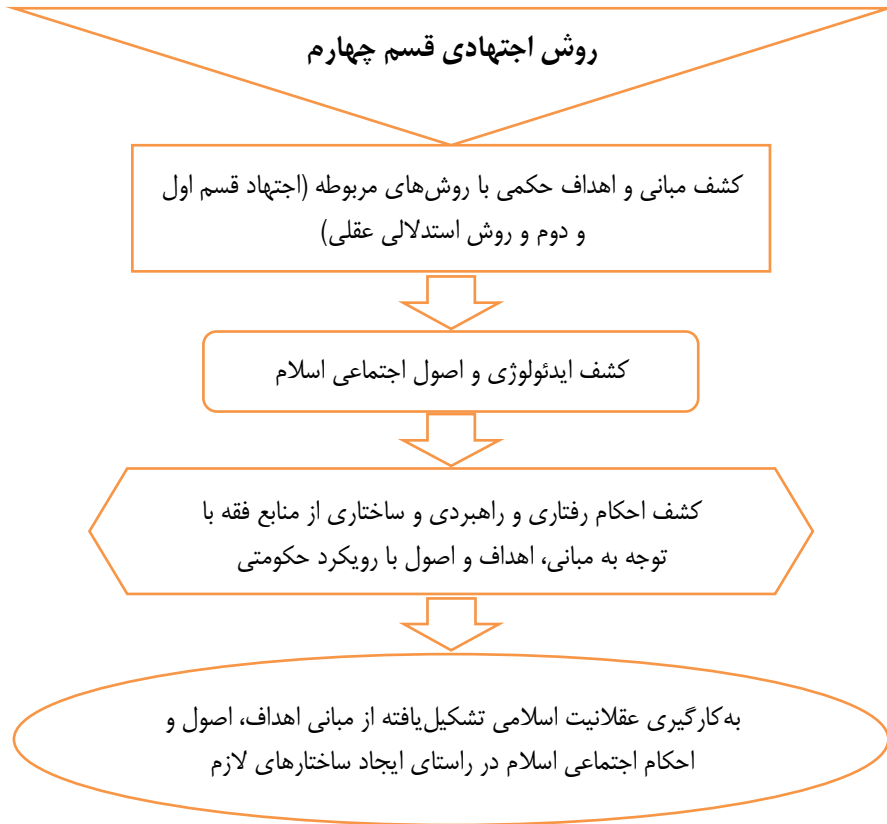 روش اجتهادی قسم چهارم
کشف مبانی و اهداف حکمی با روش‌های مربوطه (اجتهاد قسم اول
و دوم و روش استدلالی عقلی)
کشف ایدئولوژی و اصول اجتماعی اسلام
کشف احکام رفتاری و راهبردی و ساختاری از منابع فقه با
توجه به مبانی، اهداف و اصول با رویکرد حکومتی
به‌کارگیری عقلانیت اسلامی تشکیل‌یافته از مبانی اهداف، اصول و
احکام اجتماعی اسلام در راستای ایجاد ساختارهای لازم